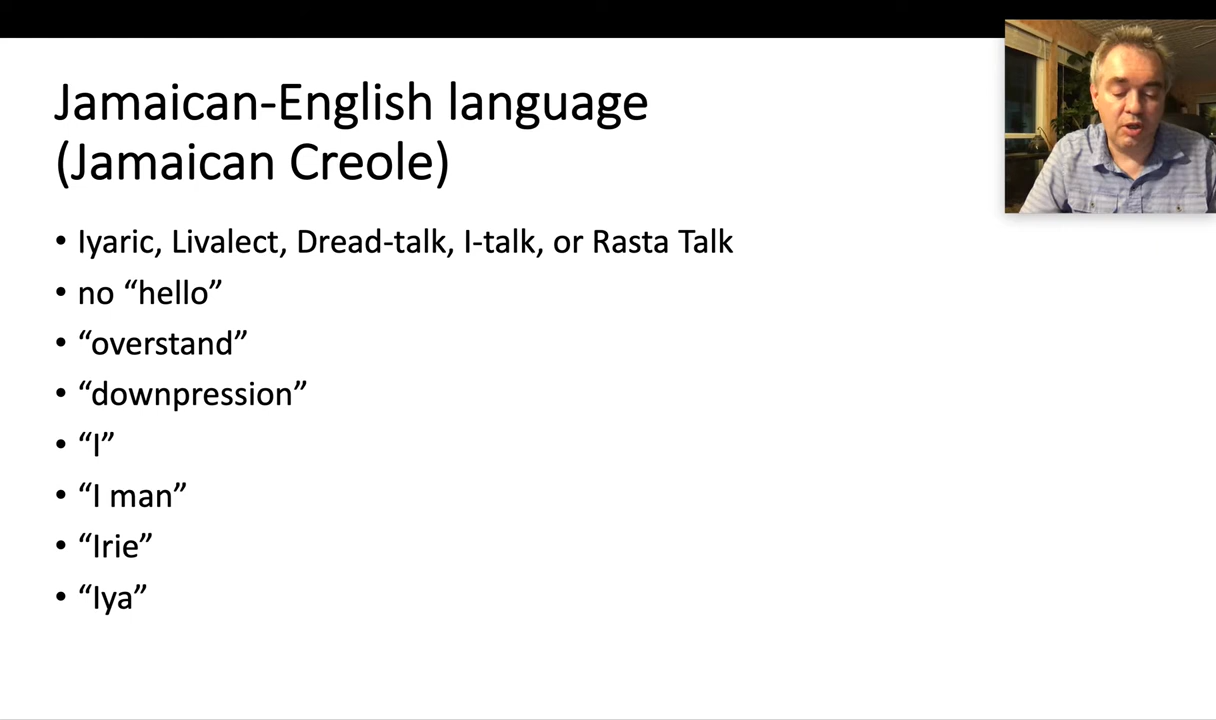 Jamaican-English language
(Jamaican Creole)
• Iyaric, Livalect, Dread-talk, I-talk, or Rasta Talk
• no “hello”
• “overstand”
• “downpression”
• “I”
• “I man”
• “Irie”
• “Iya”